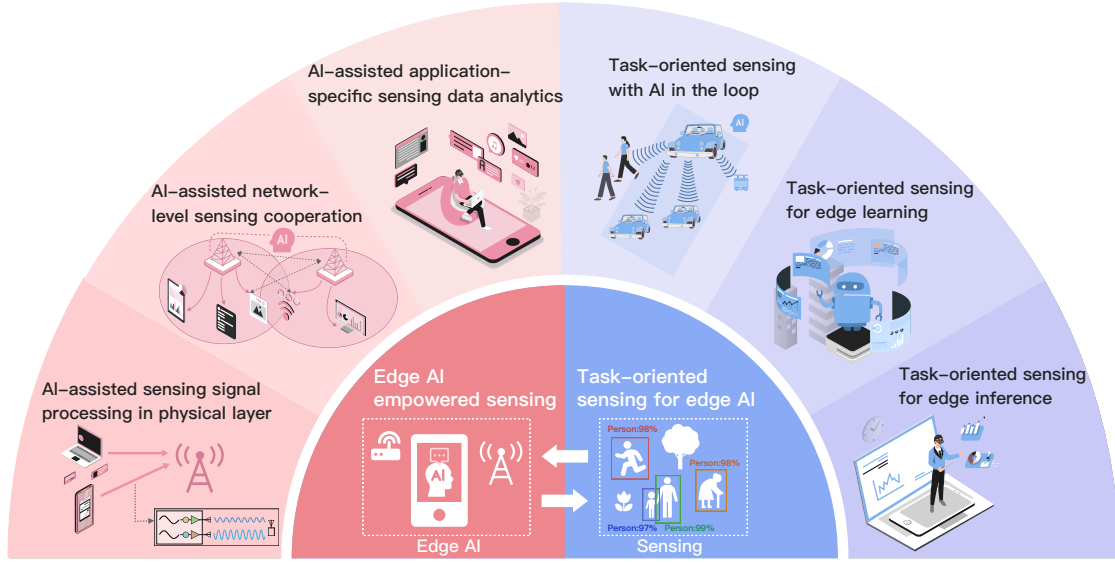 AI-assisted application-
specific sensing data analytics
Task-oriented sensing
with AI in the loop
AI
AI-assisted network-
level sensing cooperation
AI
Task-oriented sensing
for edge learning
AI-assisted sensing signal
processing in physical layer
Task-oriented sensing
for edge inference
Edge AI
empowered sensing
AI
Edge AI
Task-oriented
sensing for edge AI
Person:98%
Person:98%
Person:97%
Person:99%
Sensing